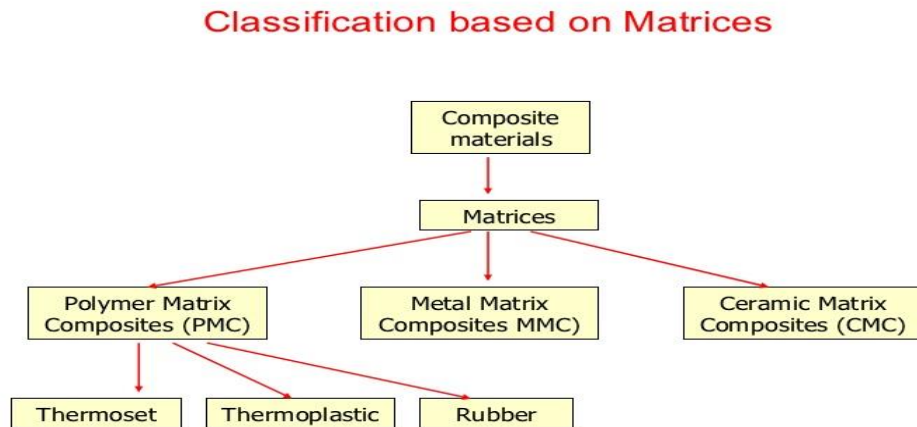 Classification based on Matrices
Composite
materials
Matrices
Polymer Matrix
Composites (PMC)
Metal Matrix
Composites MMC)
Ceramic Matrix
Composites (CMC)
Thermoset
Thermoplastic
Rubber